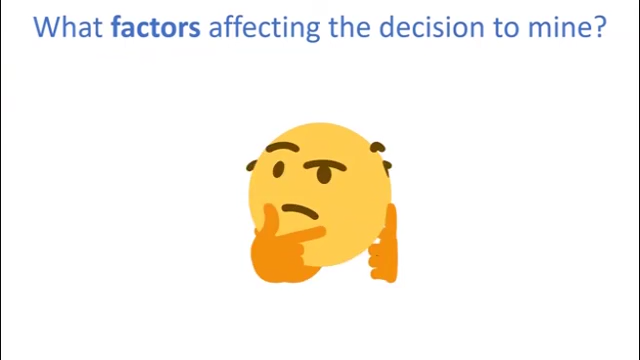 What factors affecting the decision to mine?